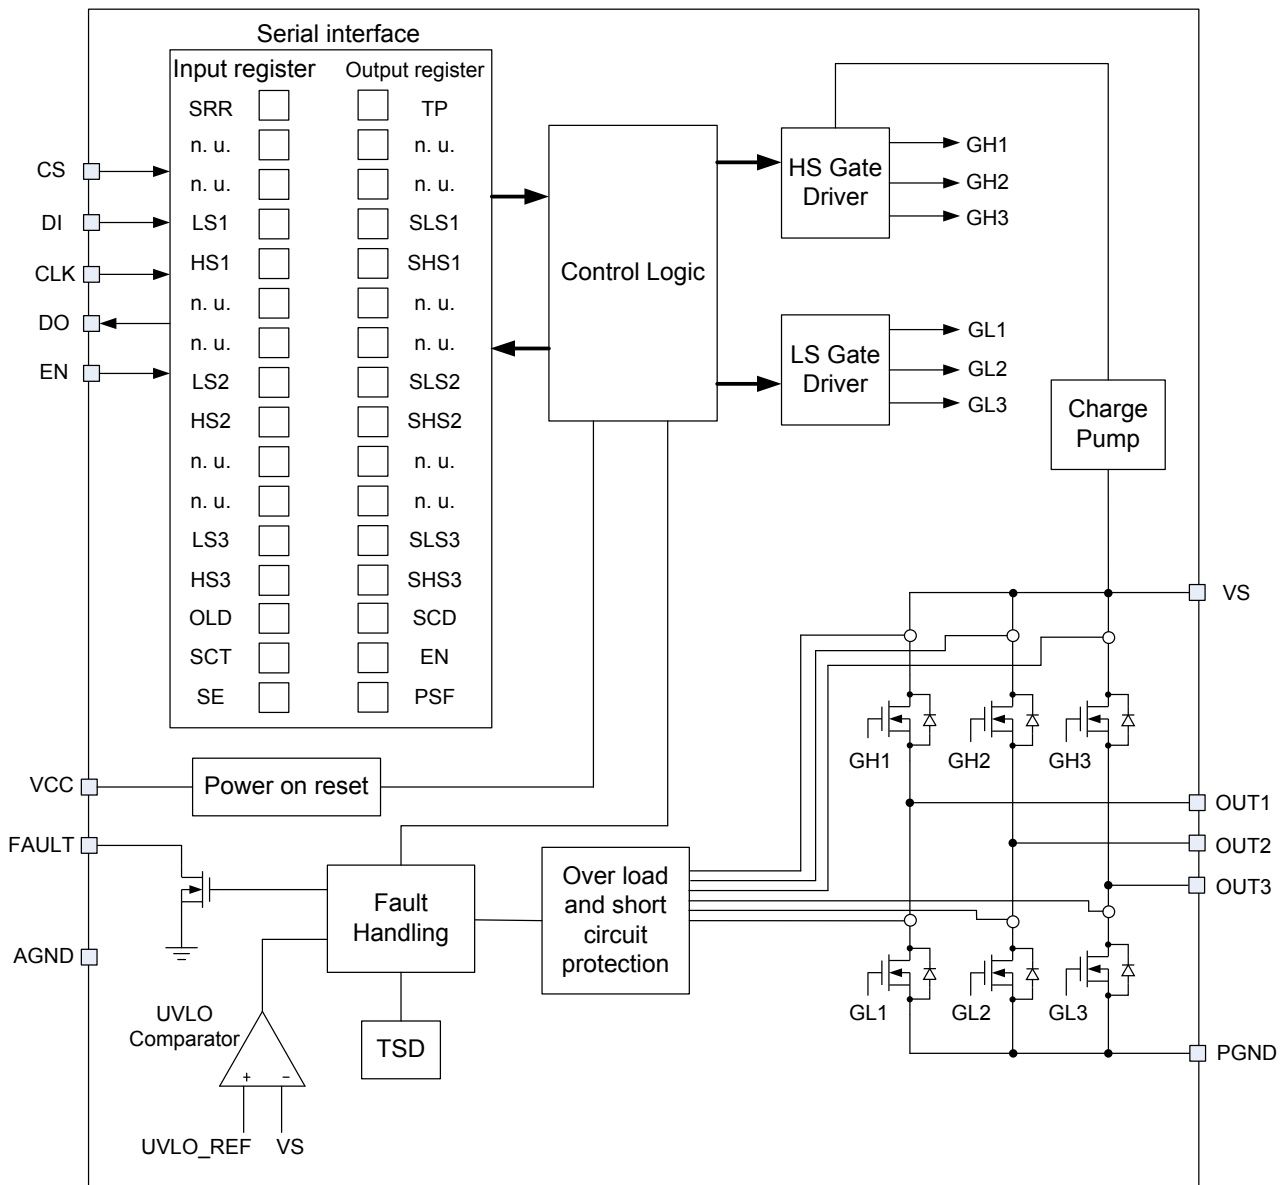 Serial interface
Input register
Output register
SRR
TP
n. u.
n. u.
n. u.
n. u.
LS1
SLS1
HS1
SHS1
n. u.
n. u.
n. u.
n. u.
LS2
SLS2
HS2
SHS2
n. u.
n. u.
n. u.
n. u.
LS3
SLS3
HS3
SHS3
OLD
SCD
SCT
EN
SE
PSF
CS
DI
CLK
DO
EN
VCC
FAULT
AGND
Control Logic
HS Gate
Driver
GH1
GH2
GH3
LS Gate
Driver
GL1
GL2
GL3
Charge
Pump
VS
Power on reset
Fault
Handling
Over load
and short
circuit
protection
TSD
UVLO
Comparator
+
−
UVLO_REF
VS
GH1
GH2
GH3
OUT1
OUT2
OUT3
GL1
GL2
GL3
PGND